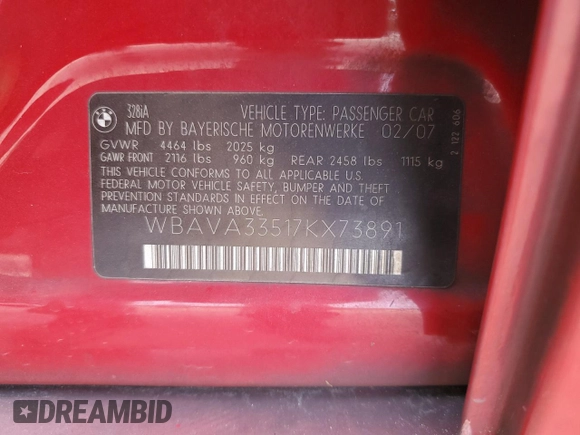 BMW
328iA
VEHICLE TYPE: PASSENGER CAR
MFD BY BAYERISCHE MOTORENWERKE 02/07
GVWR 4464 lbs 2025 kg
GAWR FRONT 2116 lbs 960 kg REAR 2458 lbs 1115 kg
THIS VEHICLE CONFORMS TO ALL APPLICABLE U.S.
FEDERAL MOTOR VEHICLE SAFETY, BUMPER AND THEFT
PREVENTION STANDARDS IN EFFECT ON THE DATE OF
MANUFACTURE SHOWN ABOVE.
WBAVA33517KX73891
2 122 606
DREAMBID